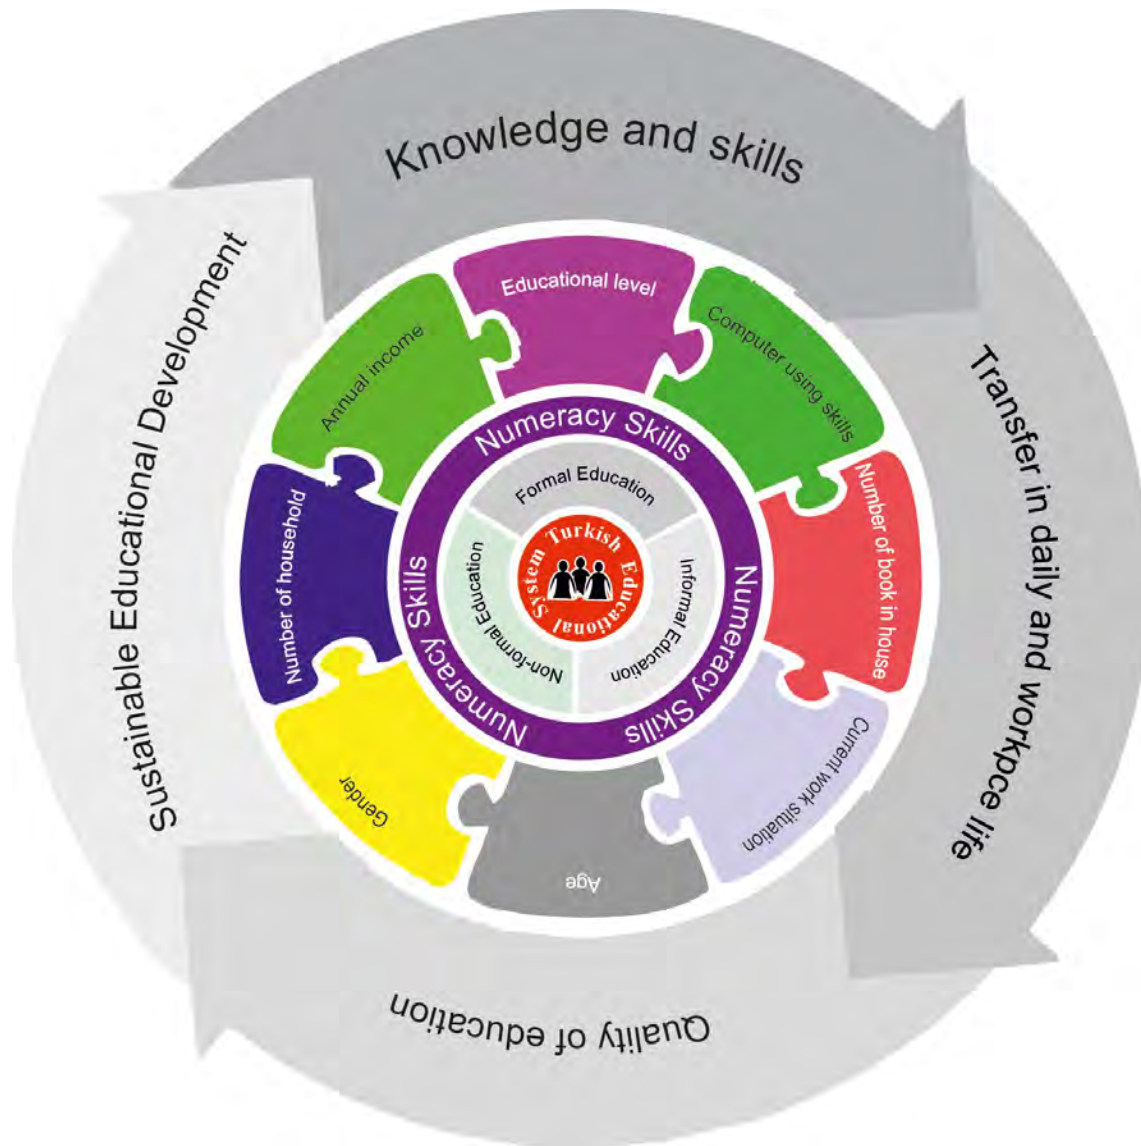 Knowledge and skills
Transfer in daily and workpce life
Quality of education
Sustainable Educational Development
Educational level
Computer using skills
Number of book in house
Current work situation
Age
Gender
Number of household
Annual income
Numeracy Skills
Numeracy Skills
Numeracy Skills
Formal Education
Informal Education
Non-formal Education
Turkish Educational System